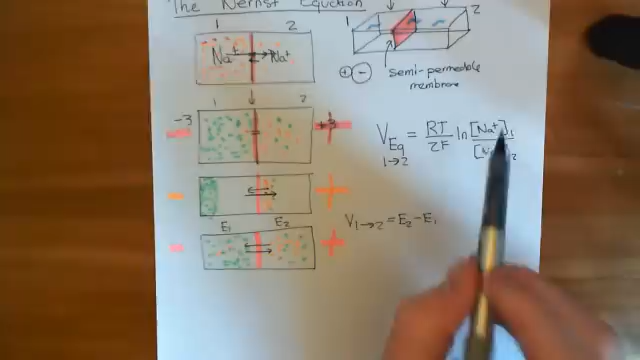 The Nernst Equation
1 2
Na+ Na+
1 2
semi-permeable
membrane
+ -
1 2
-3 +3
V Eq 1→2 = RT/ZF ln [Na+]1/[Na 2
E1 E2
V1→2 = E2 - E1